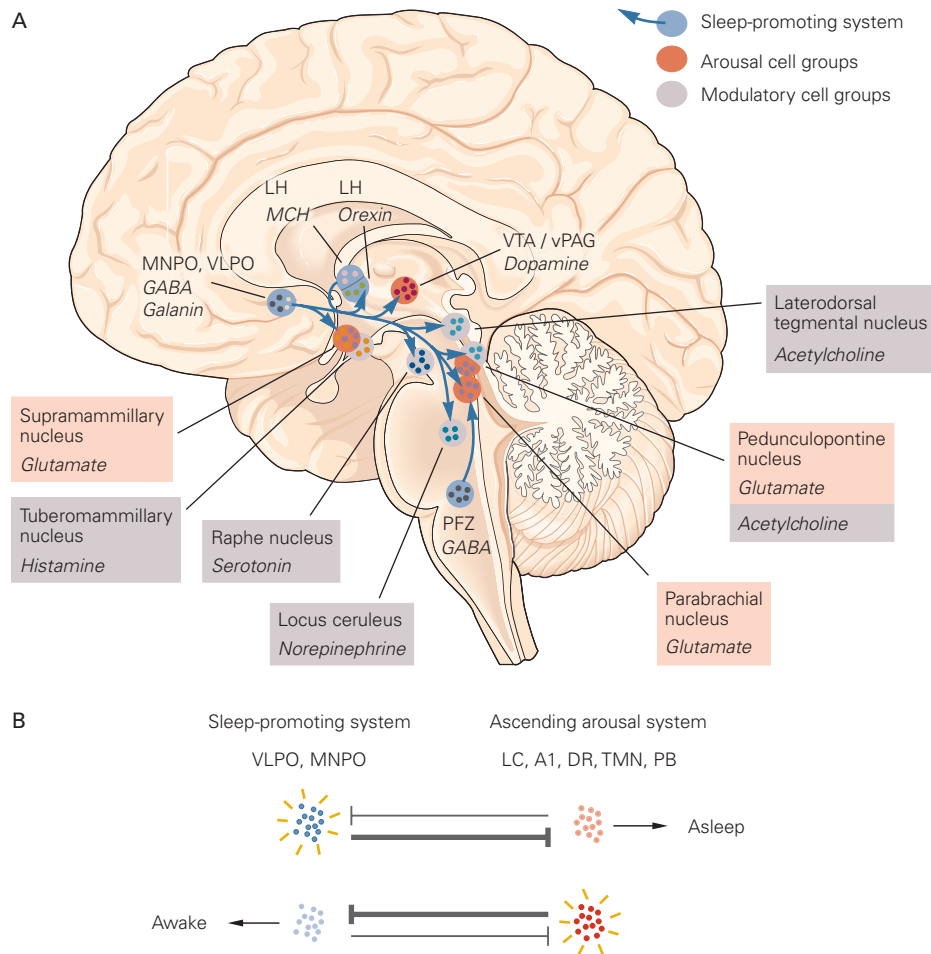 A
Sleep-promoting system
Arousal cell groups
Modulatory cell groups
LH
MCH
LH
Orexin
VTA / vPAG
Dopamine
MNPO, VLPO
GABA
Galanin
Laterodorsal
tegmental nucleus
Acetylcholine
Supramammillary
nucleus
Glutamate
Pedunculopontine
nucleus
Glutamate
Acetylcholine
Tuberomammillary
nucleus
Histamine
Raphe nucleus
Serotonin
PFZ
GABA
Locus ceruleus
Norepinephrine
Parabrachial
nucleus
Glutamate
B
Sleep-promoting system
VLPO, MNPO
Ascending arousal system
LC, A1, DR, TMN, PB
Asleep
Awake